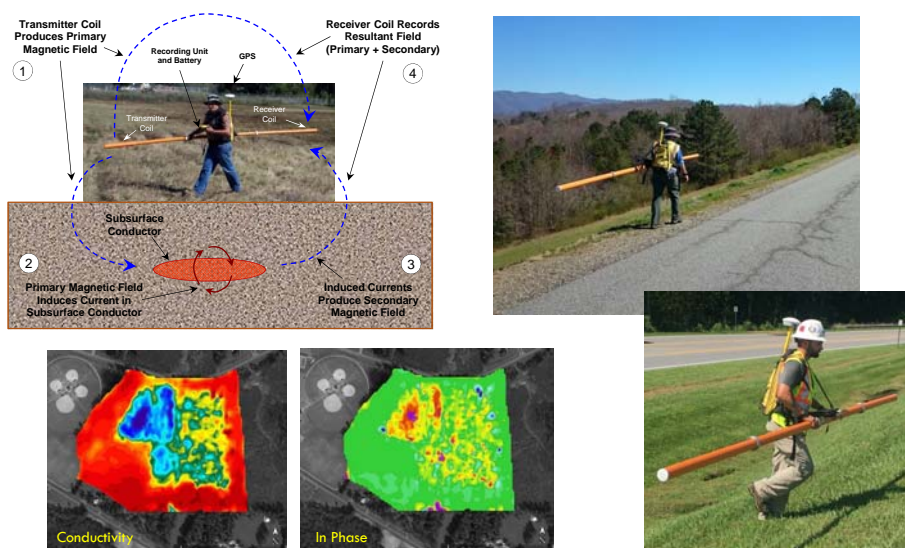 Transmitter Coil
Produces Primary
Magnetic Field
1
Recording Unit
and Battery
GPS
Receiver Coil Records
Resultant Field
(Primary + Secondary)
4
Transmitter
Coil
Receiver
Coil
Subsurface
Conductor
2
3
Primary Magnetic Field
Induces Current in
Subsurface Conductor
Induced Currents
Produce Secondary
Magnetic Field
Conductivity
In Phase